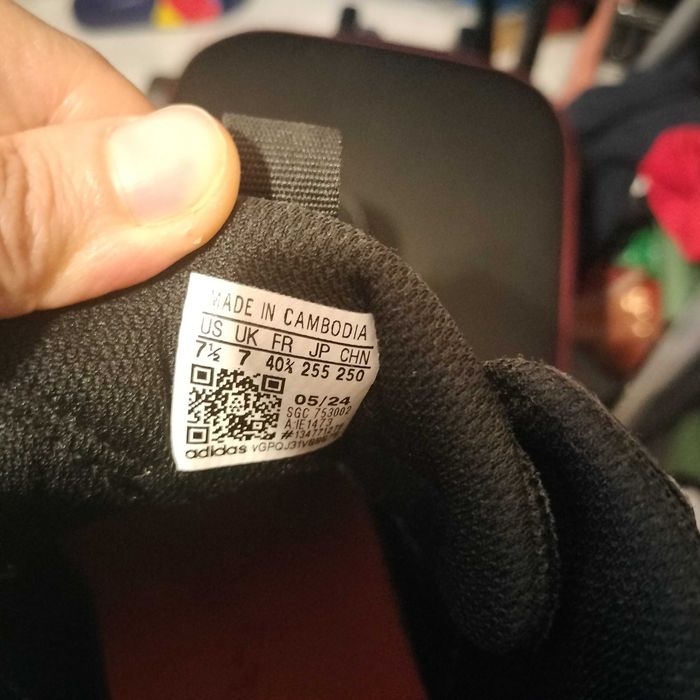 MADE IN CAMBODIA
US UK FR JP CHN
7½ 7 40⅔ 255 250
05/24
SGC 753002
adidas